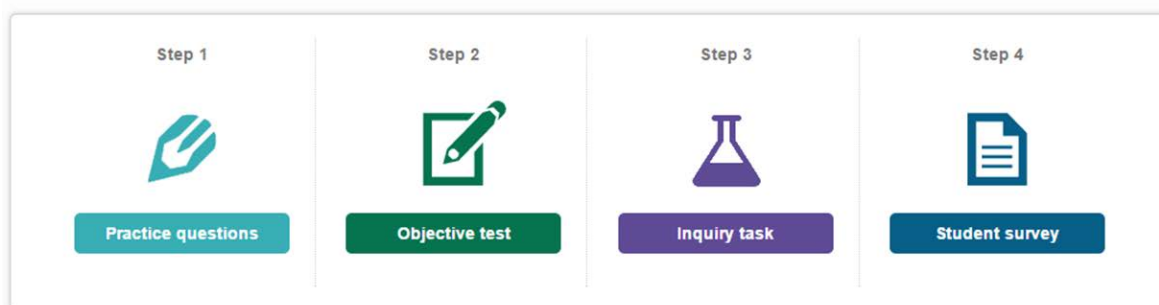 Step 1
Step 2
Step 3
Step 4
Practice questions
Objective test
Inquiry task
Student survey